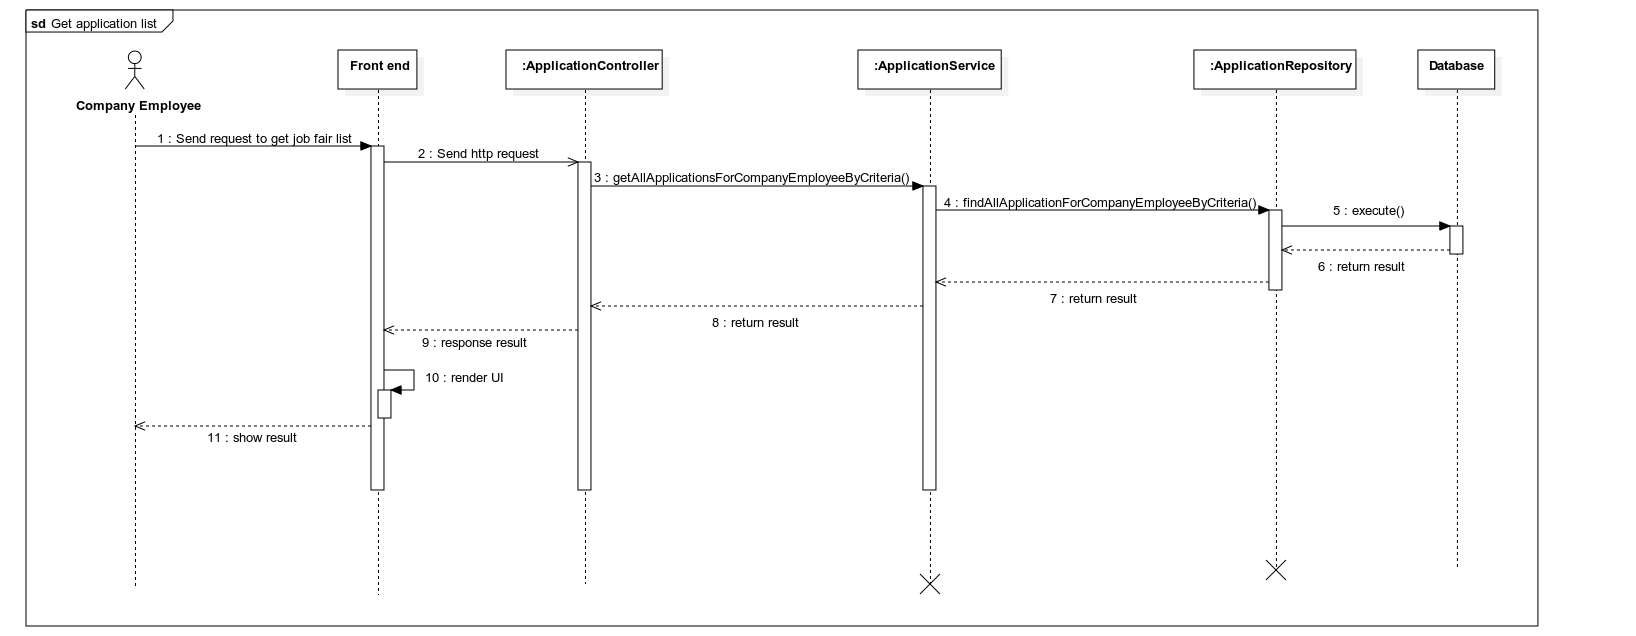 sd Get application list
Company Employee
Front end
:ApplicationController
:ApplicationService
:ApplicationRepository
Database
1 : Send request to get job fair list
2 : Send http request
3 : getAllApplicationsForCompanyEmployeeByCriteria()
4 : findAllApplicationForCompanyEmployeeByCriteria()
5 : execute()
6 : return result
7 : return result
8 : return result
9 : response result
10 : render UI
11 : show result